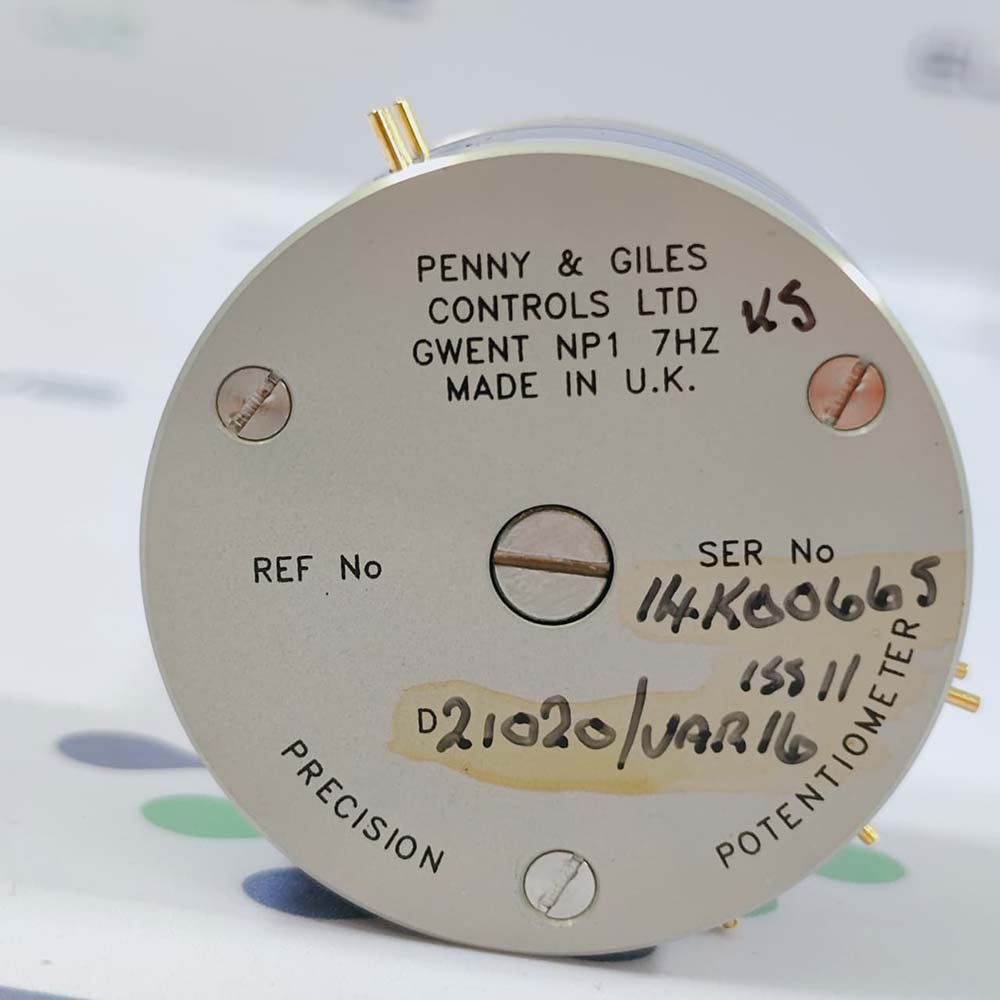 PENNY & GILES
CONTROLS LTD
GWENT NP1 7HZ
MADE IN U.K.
KS
REF No
SER No
14K00665
ISS 11
D21020/VAR16
PRECISION
POTENTIOMETER